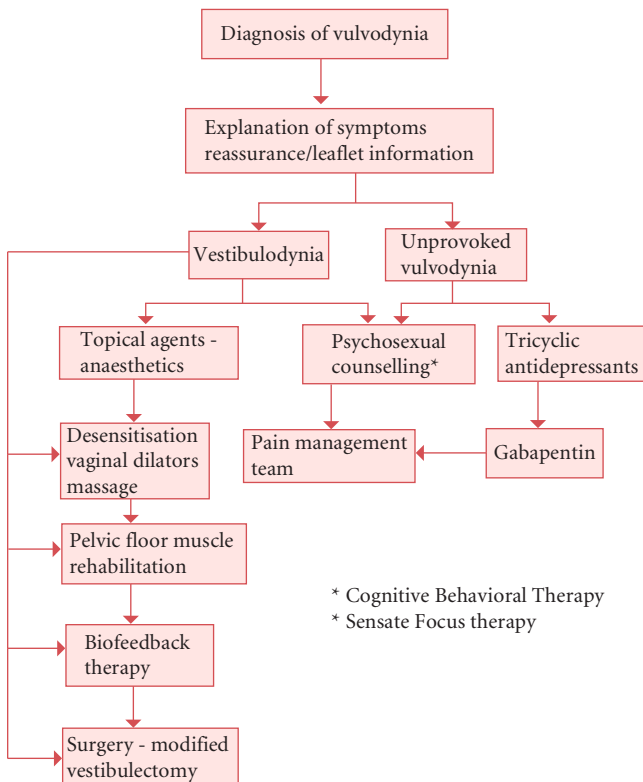 Diagnosis of vulvodynia
Explanation of symptoms
reassurance/leaflet information
Vestibulodynia
Unprovoked
vulvodynia
Topical agents -
anaesthetics
Psychosexual
counselling*
Tricyclic
antidepressants
Desensitisation
vaginal dilators
massage
Pain management
team
Gabapentin
Pelvic floor muscle
rehabilitation
* Cognitive Behavioral Therapy
* Sensate Focus therapy
Biofeedback
therapy
Surgery - modified
vestibulectomy